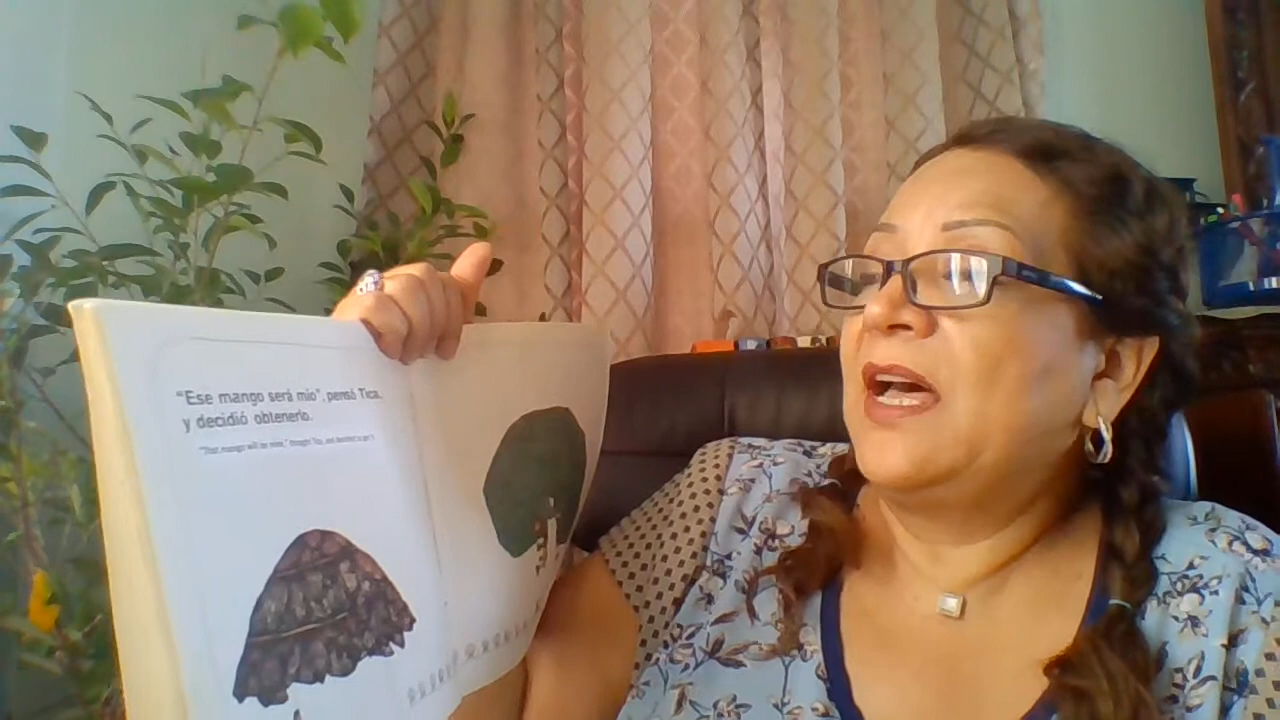 "Ese mango será mío", pensó Tica,
y decidió obtenerlo.
"That mango will be mine," thought Tica, and decided to get it.